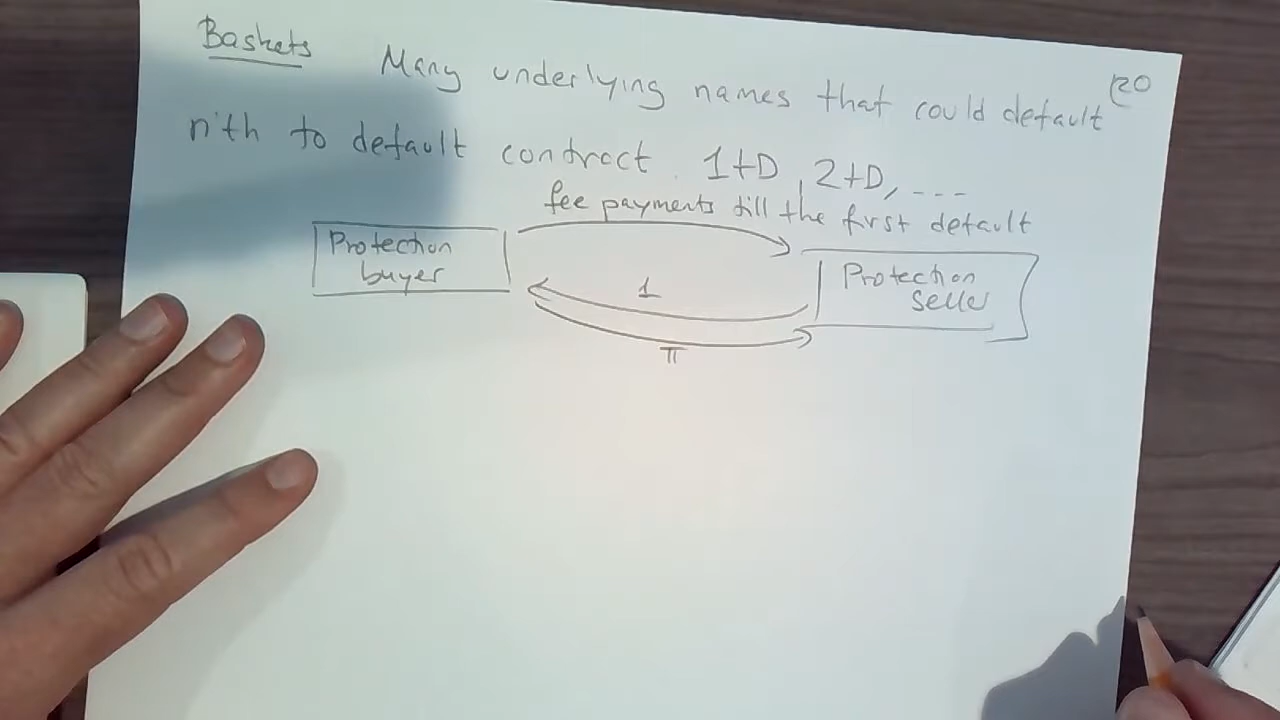 Baskets Many underlying names that could default
20
n'th to default contract. 1tD, 2tD, ----
fee payments till the first default
Protection
buyer
Protection
seller
1
π